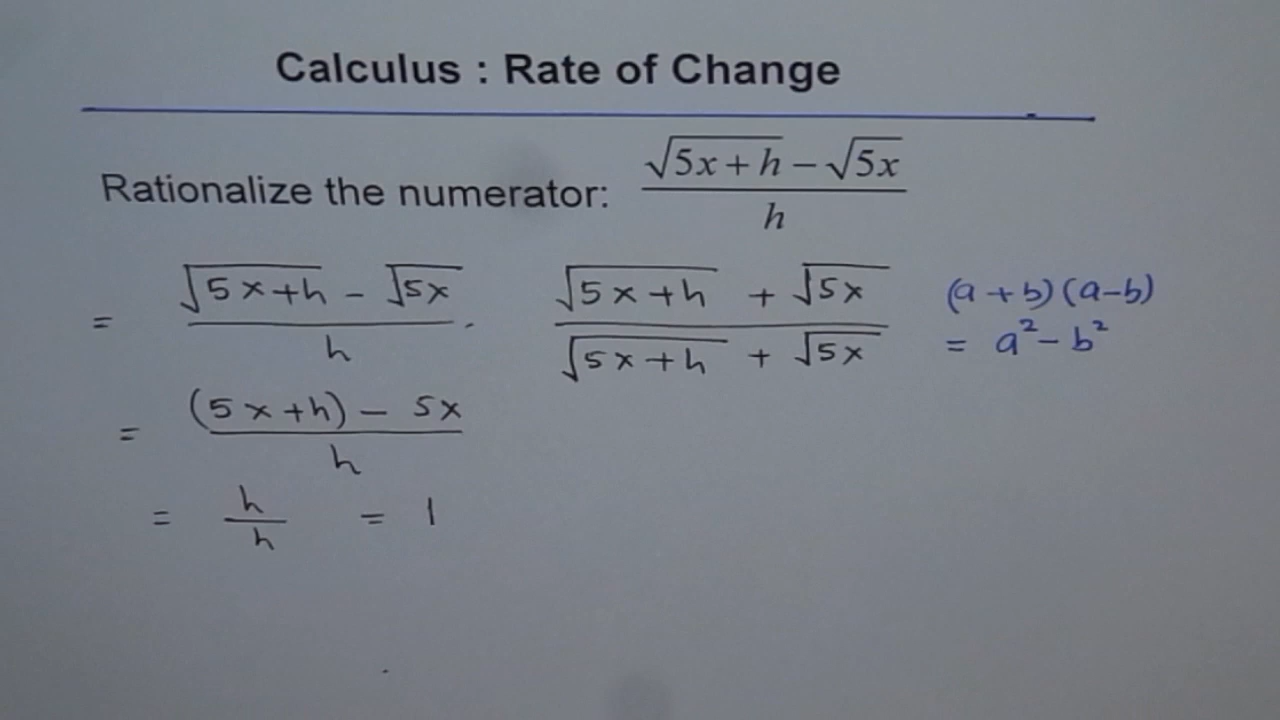 Calculus : Rate of Change
Rationalize the numerator: (√(5x+h) − √(5x))/h
= (√(5x+h) − √(5x))/h · (√(5x+h) + √(5x))/(√(5x+h) + √(5x))
(a+b)(a−b)
= a² − b²
= ((5x+h) − 5x)/h
= h/h = 1